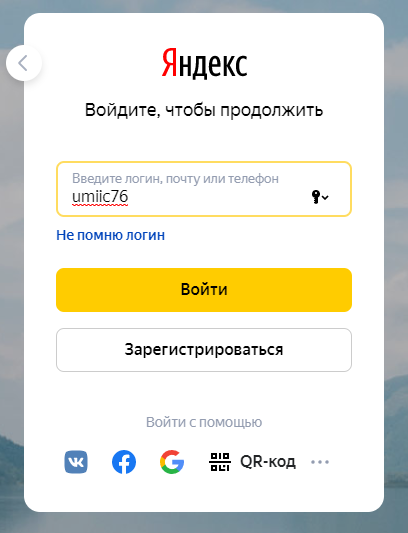 Яндекс
Войдите, чтобы продолжить
Введите логин, почту или телефон
umiic76
Не помню логин
Войти
Зарегистрироваться
Войти с помощью
QR-код